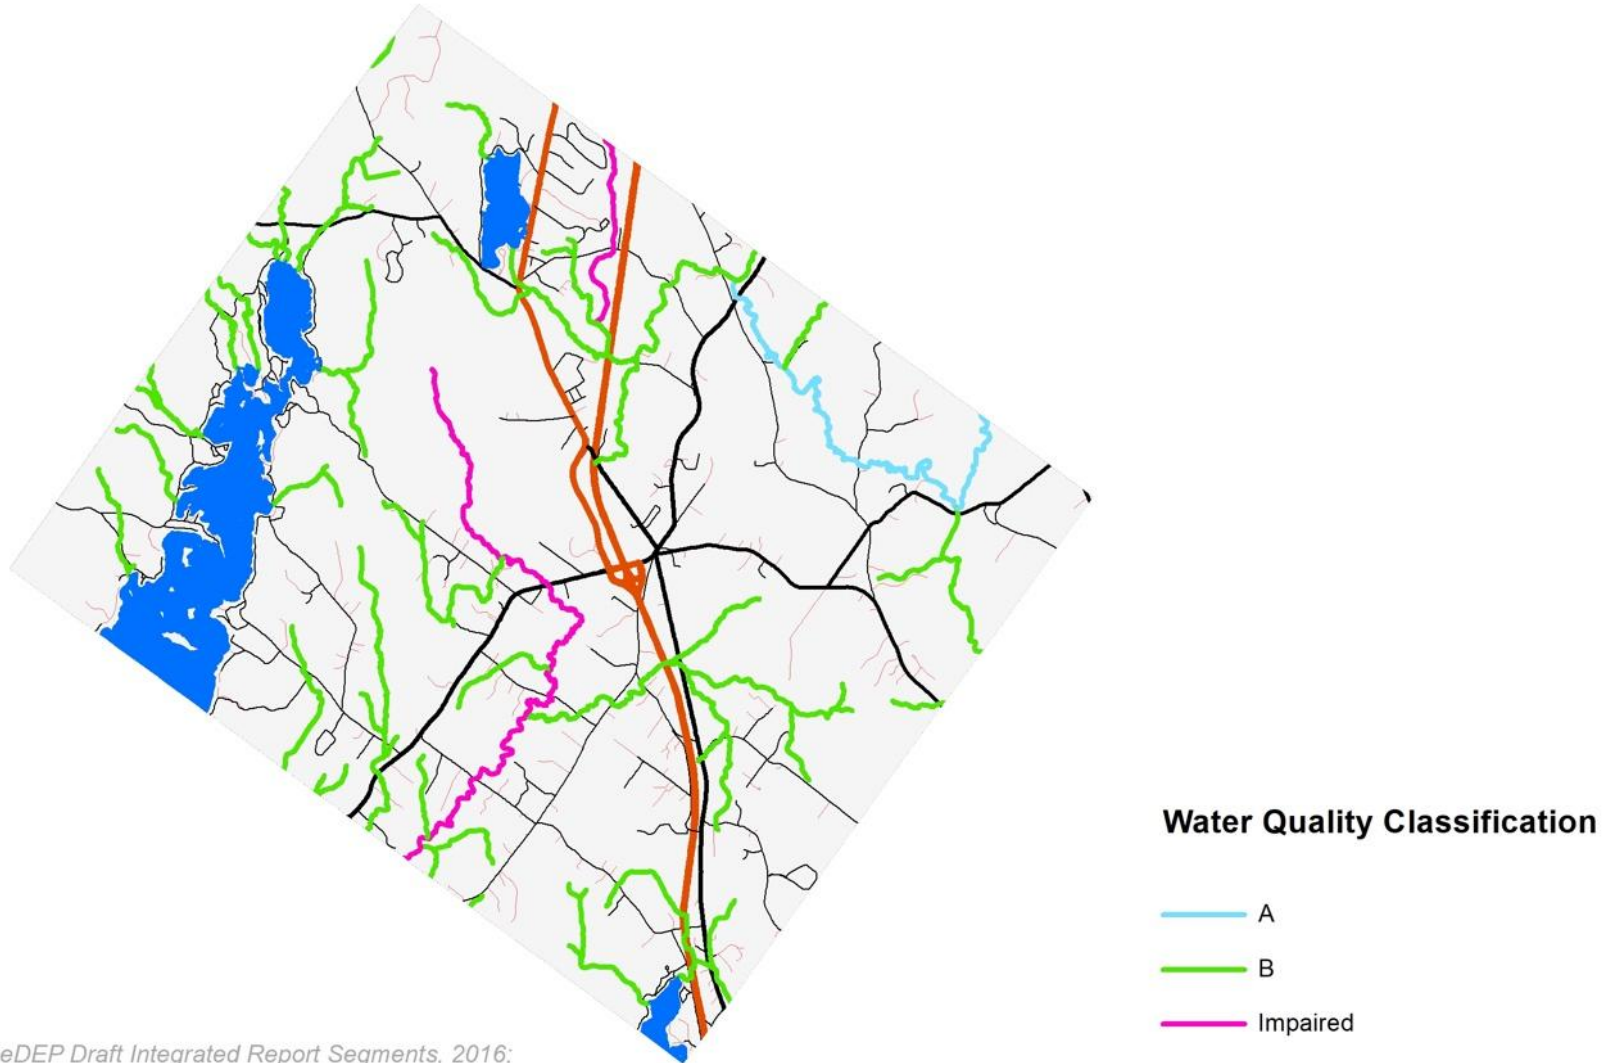 Water Quality Classification
A
B
Impaired
eDEP Draft Integrated Report Segments, 2016;